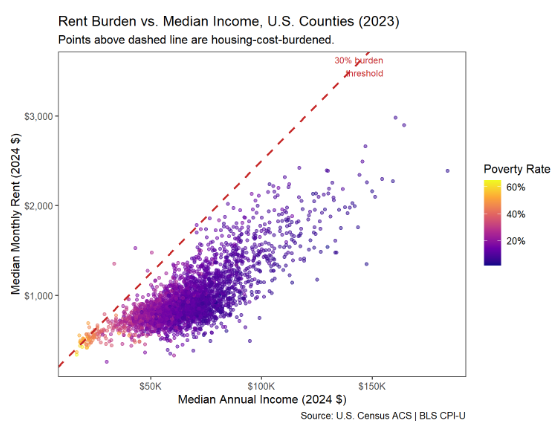 Rent Burden vs. Median Income, U.S. Counties (2023)
Points above dashed line are housing-cost-burdened.
30% burden
threshold
$3,000
$2,000
$1,000
Median Monthly Rent (2024 $)
$50K
$100K
$150K
Median Annual Income (2024 $)
Poverty Rate
60%
40%
20%
Source: U.S. Census ACS | BLS CPI-U